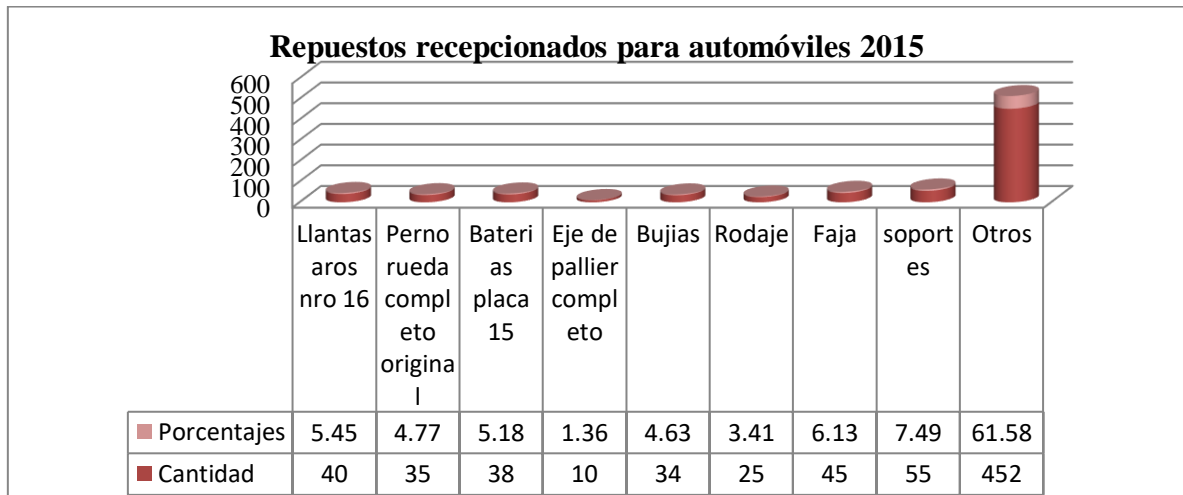 Repuestos recepcionados para automóviles 2015
600
500
400
300
200
100
0
Llantas
aros
nro 16
Perno
rueda
compl
eto
origina
l
Bateri
as
placa
15
Eje de
pallier
compl
eto
Bujias
Rodaje
Faja
soport
es
Otros
Porcentajes 5.45 4.77 5.18 1.36 4.63 3.41 6.13 7.49 61.58
Cantidad 40 35 38 10 34 25 45 55 452